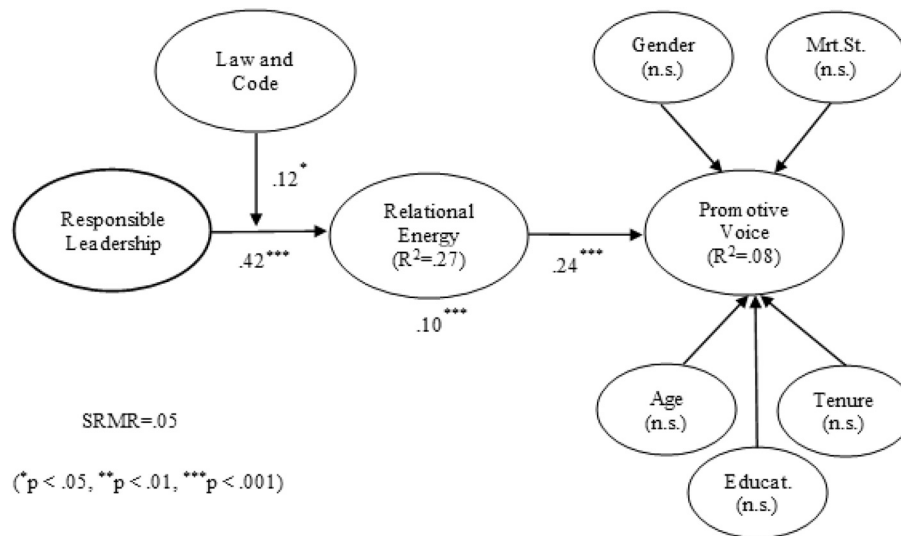 Law and
Code
Gender
(n.s.)
Mrt.St.
(n.s.)
.12*
Responsible
Leadership
.42***
Relational
Energy
(R²=.27)
.24***
Promotive
Voice
(R²=.08)
.10***
Age
(n.s.)
Tenure
(n.s.)
Educat.
(n.s.)
SRMR=.05
(*p < .05, **p < .01, ***p < .001)